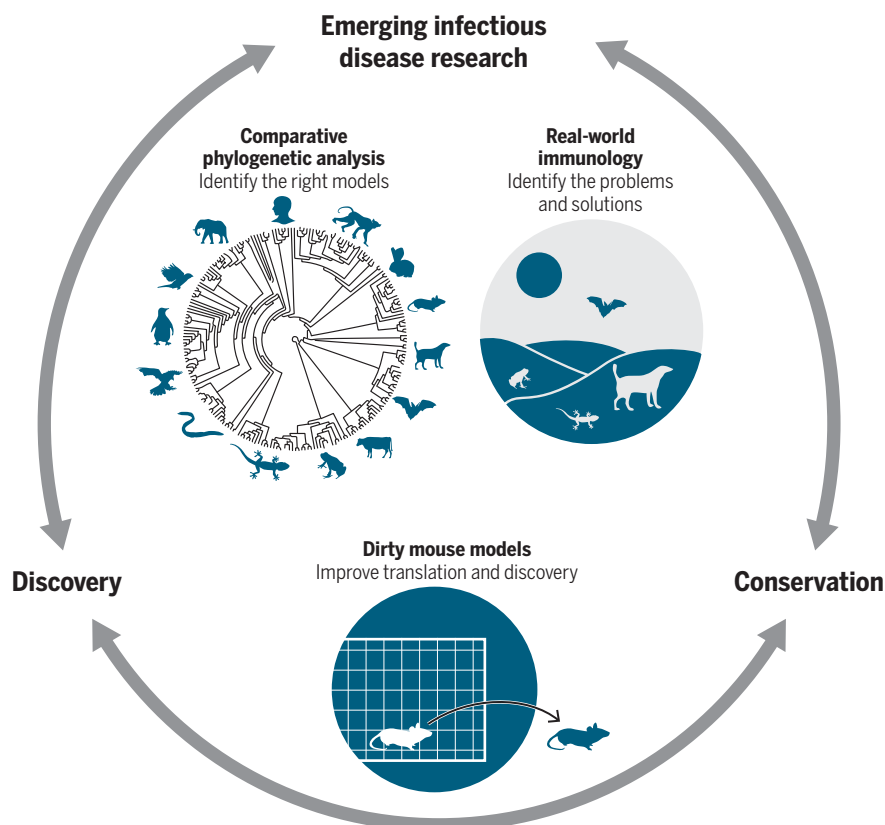 Emerging infectious
disease research
Comparative
phylogenetic analysis
Identify the right models
Real-world
immunology
Identify the problems
and solutions
Discovery
Dirty mouse models
Improve translation and discovery
Conservation